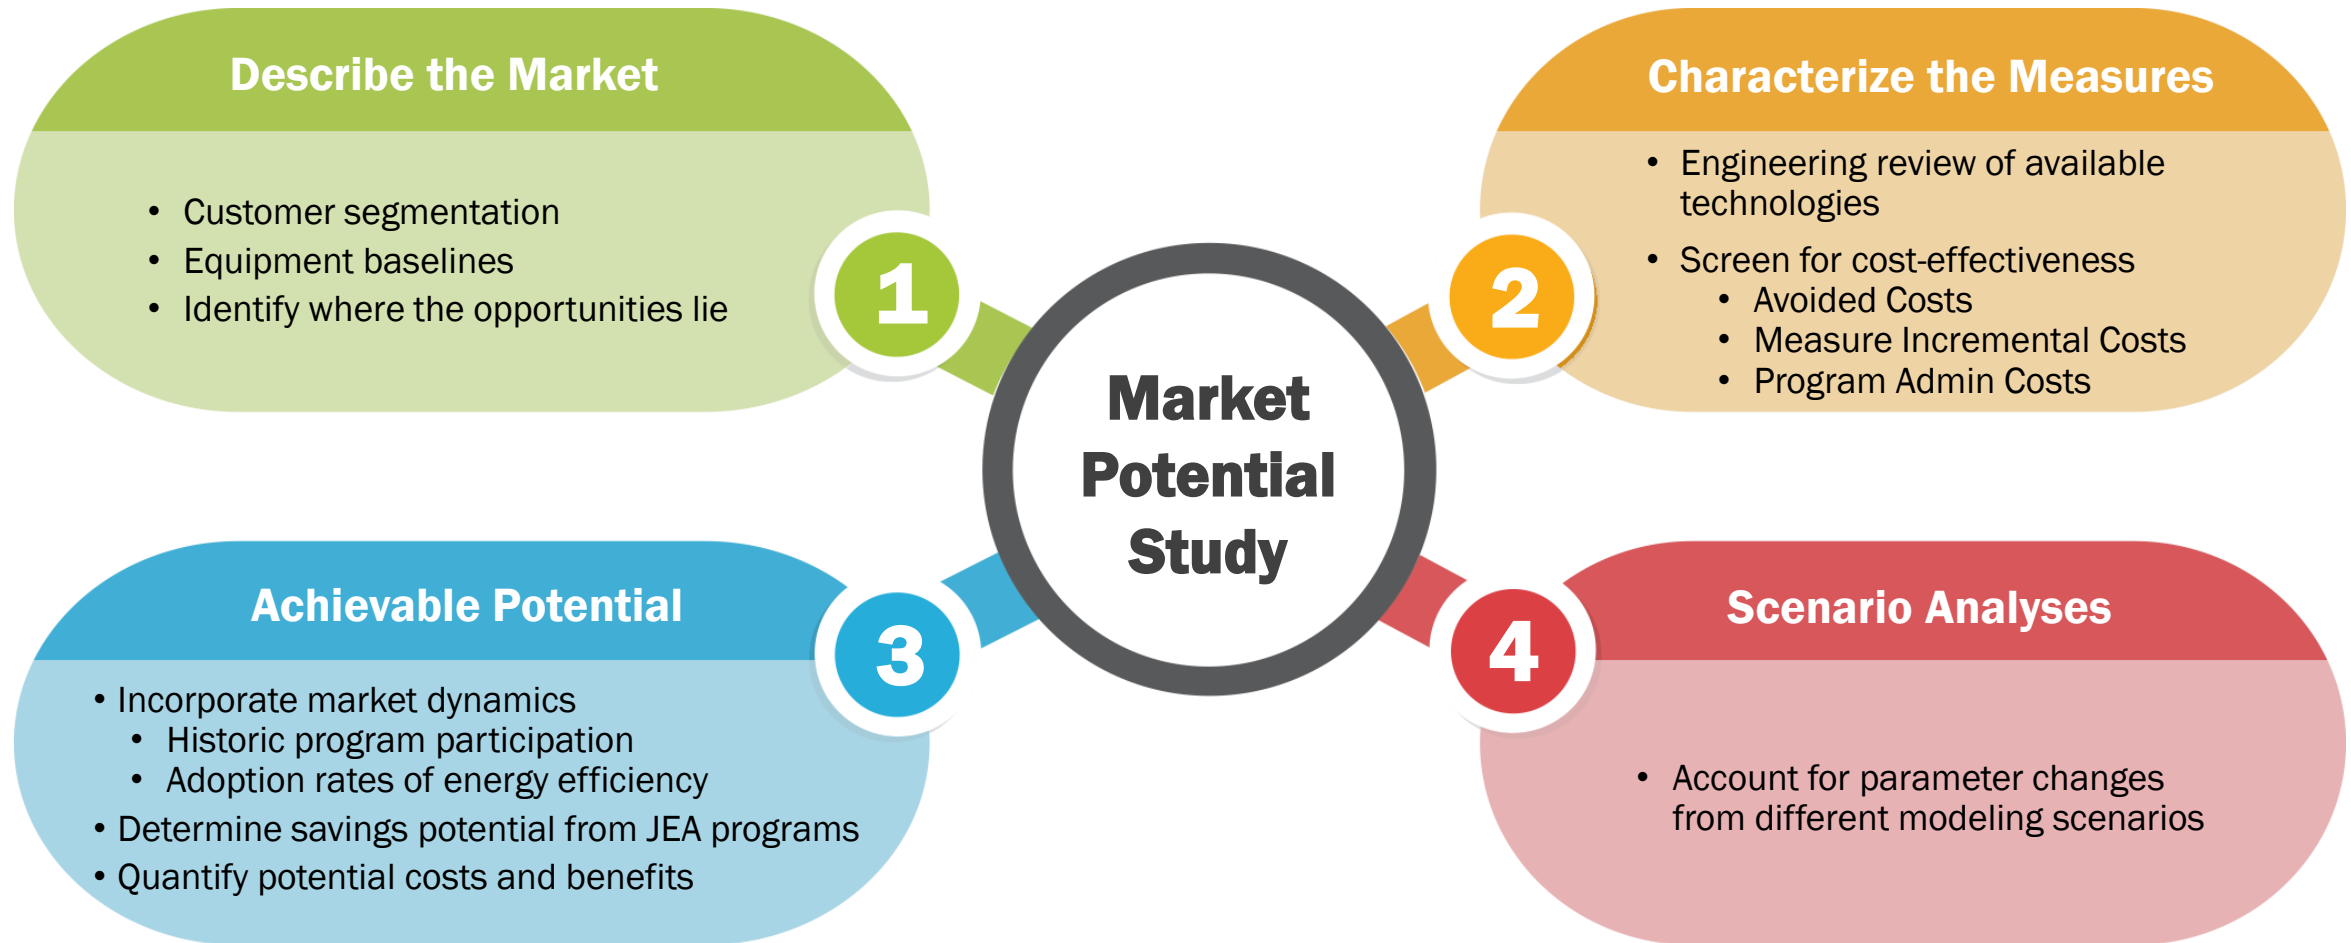 Describe the Market
• Customer segmentation
• Equipment baselines
• Identify where the opportunities lie
1
Characterize the Measures
• Engineering review of available
technologies
• Screen for cost-effectiveness
• Avoided Costs
• Measure Incremental Costs
• Program Admin Costs
2
Market
Potential
Study
Achievable Potential
• Incorporate market dynamics
• Historic program participation
• Adoption rates of energy efficiency
• Determine savings potential from JEA programs
• Quantify potential costs and benefits
3
Scenario Analyses
• Account for parameter changes
from different modeling scenarios
4